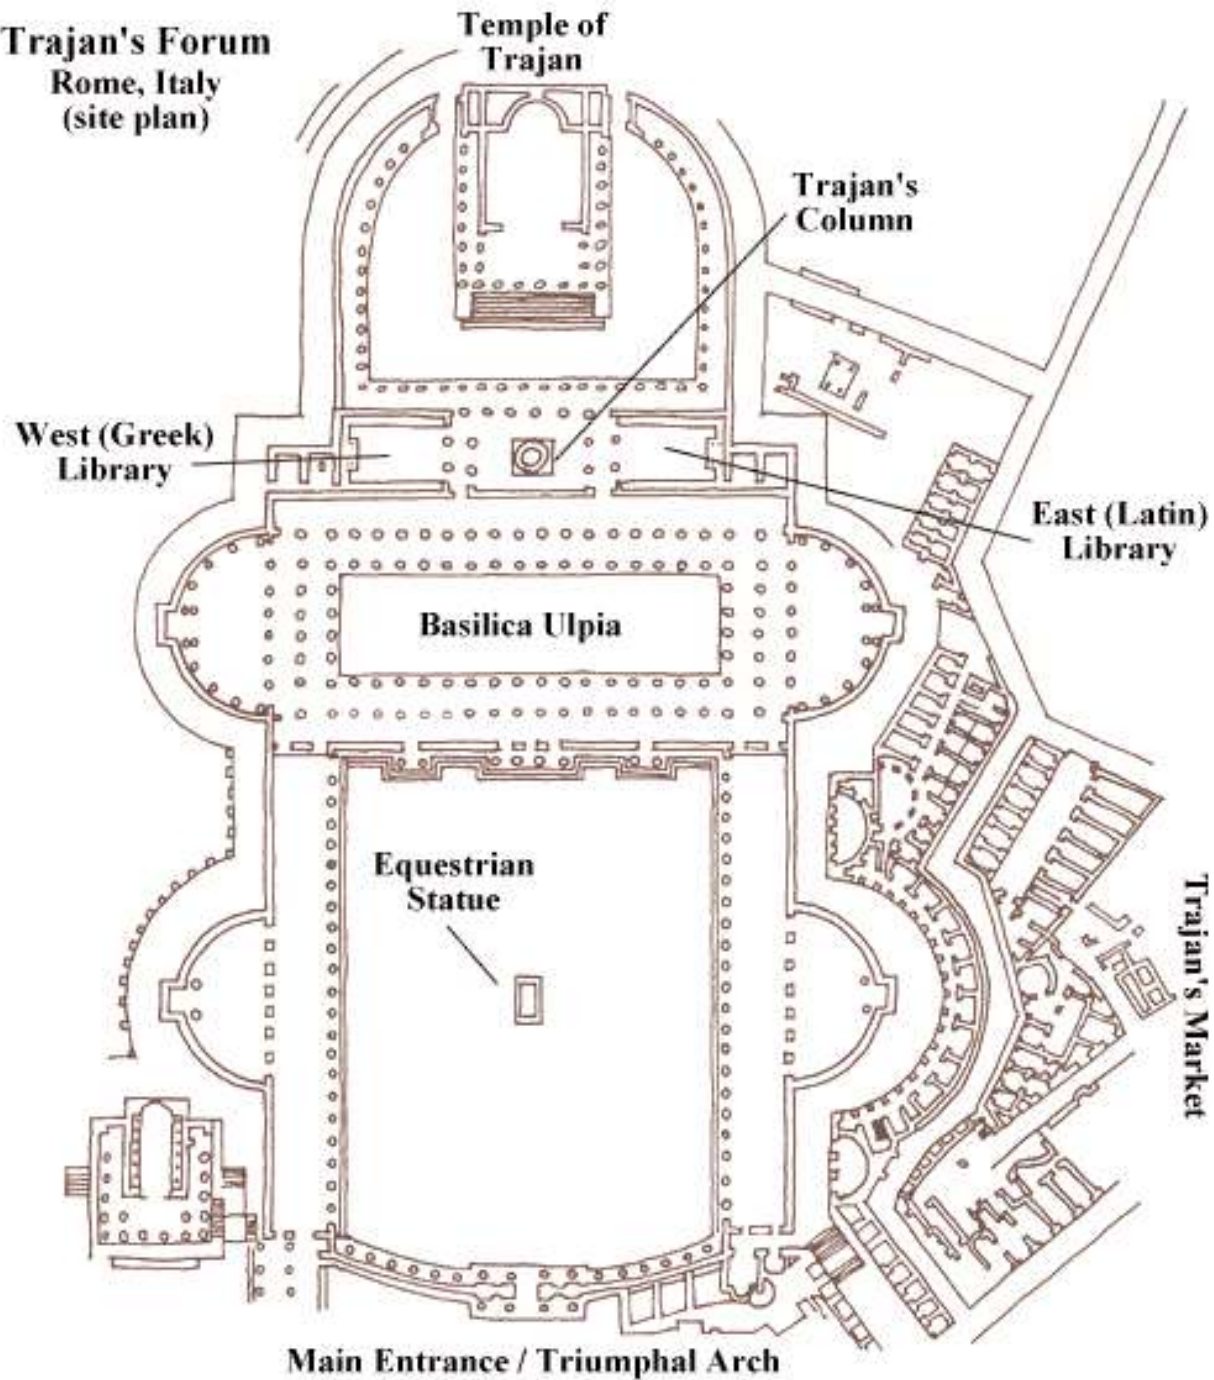 Trajan's Forum
Rome, Italy
(site plan)
Temple of
Trajan
Trajan's
Column
West (Greek)
Library
East (Latin)
Library
Basilica Ulpia
Equestrian
Statue
Trajan's Market
Main Entrance / Triumphal Arch